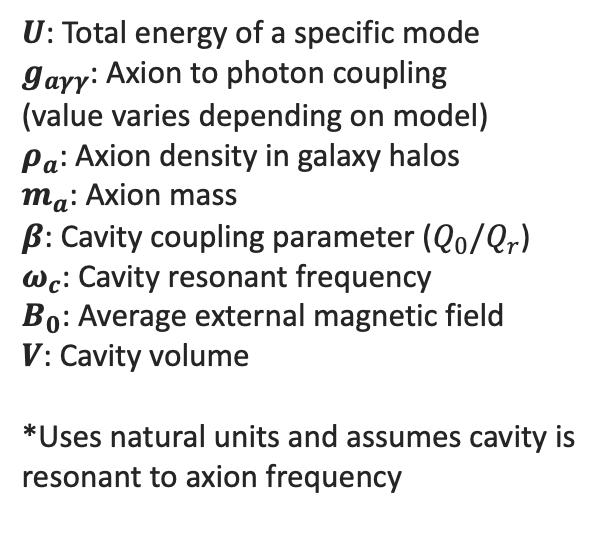 U: Total energy of a specific mode
gₐᵧᵧ: Axion to photon coupling
(value varies depending on model)
ρₐ: Axion density in galaxy halos
mₐ: Axion mass
β: Cavity coupling parameter (Q₀/Qᵣ)
ω𝒸: Cavity resonant frequency
B₀: Average external magnetic field
V: Cavity volume
*Uses natural units and assumes cavity is
resonant to axion frequency